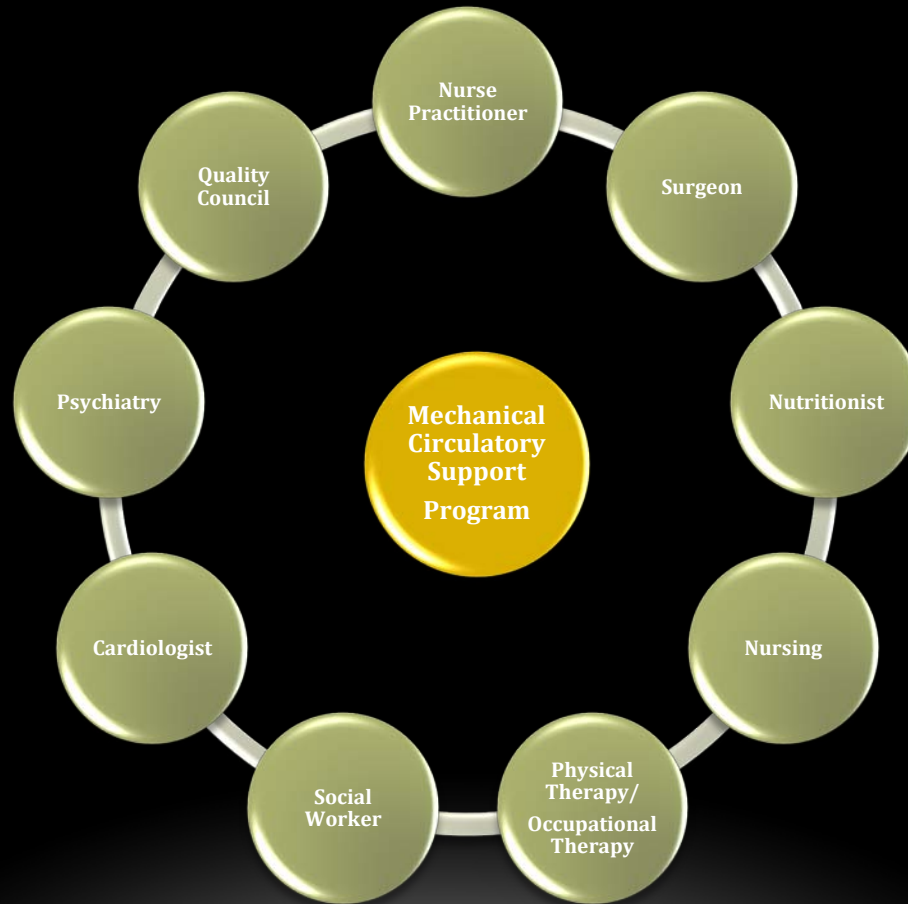 Nurse
Practitioner
Surgeon
Nutritionist
Nursing
Physical
Therapy/
Occupational
Therapy
Social
Worker
Cardiologist
Psychiatry
Quality
Council
Mechanical
Circulatory
Support
Program